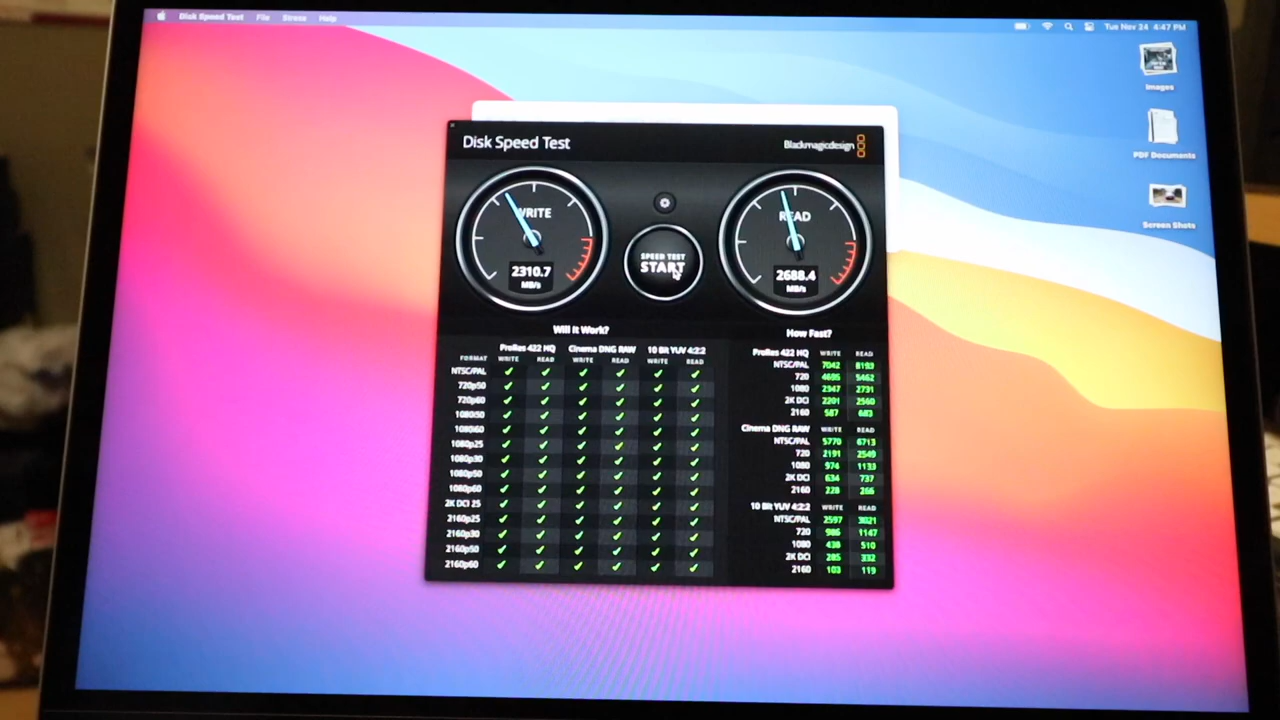 Disk Speed Test File Stress Help
Tue Nov 24 4:47 PM
Images
PDF Documents
Screen Shots
Disk Speed Test
Blackmagicdesign
WRITE
2310.7
MB/s
SPEED TEST
START
READ
2688.4
MB/s
Will It Work?
ProRes 422 HQ Cinema DNG RAW 10 Bit YUV 4:2:2
FORMAT WRITE READ WRITE READ WRITE READ
NTSC/PAL ✓ ✓ ✓ ✓ ✓ ✓
720p50 ✓ ✓ ✓ ✓ ✓ ✓
720p60 ✓ ✓ ✓ ✓ ✓ ✓
1080i50 ✓ ✓ ✓ ✓ ✓ ✓
1080i60 ✓ ✓ ✓ ✓ ✓ ✓
1080p25 ✓ ✓ ✓ ✓ ✓ ✓
1080p30 ✓ ✓ ✓ ✓ ✓ ✓
1080p50 ✓ ✓ ✓ ✓ ✓ ✓
1080p60 ✓ ✓ ✓ ✓ ✓ ✓
2K DCI 25 ✓ ✓ ✓ ✓ ✓ ✓
2160p25 ✓ ✓ ✓ ✓ ✓ ✓
2160p30 ✓ ✓ ✓ ✓ ✓ ✓
2160p50 ✓ ✓ ✓ ✓ ✓ ✓
2160p60 ✓ ✓ ✓ ✓ ✓ ✓
How Fast?
ProRes 422 HQ WRITE READ
NTSC/PAL 7042 8193
720 4695 5462
1080 2347 2731
2K DCI 2201 2560
2160 587 683
Cinema DNG RAW WRITE READ
NTSC/PAL 5770 6713
720 2191 2549
1080 974 1133
2K DCI 634 737
2160 228 266
10 Bit YUV 4:2:2 WRITE READ
NTSC/PAL 2597 3021
720 986 1147
1080 438 510
2K DCI 285 332
2160 103 119